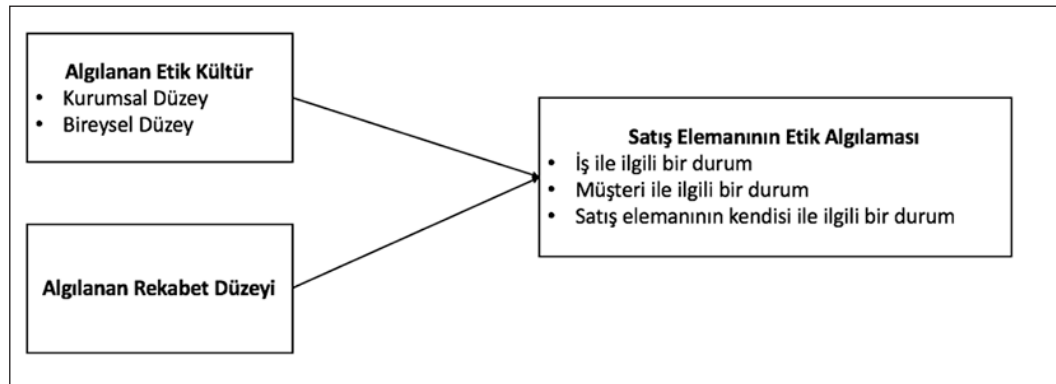 Algılanan Etik Kültür
• Kurumsal Düzey
• Bireysel Düzey
Algılanan Rekabet Düzeyi
Satış Elemanının Etik Algılaması
• İş ile ilgili bir durum
• Müşteri ile ilgili bir durum
• Satış elemanının kendisi ile ilgili bir durum